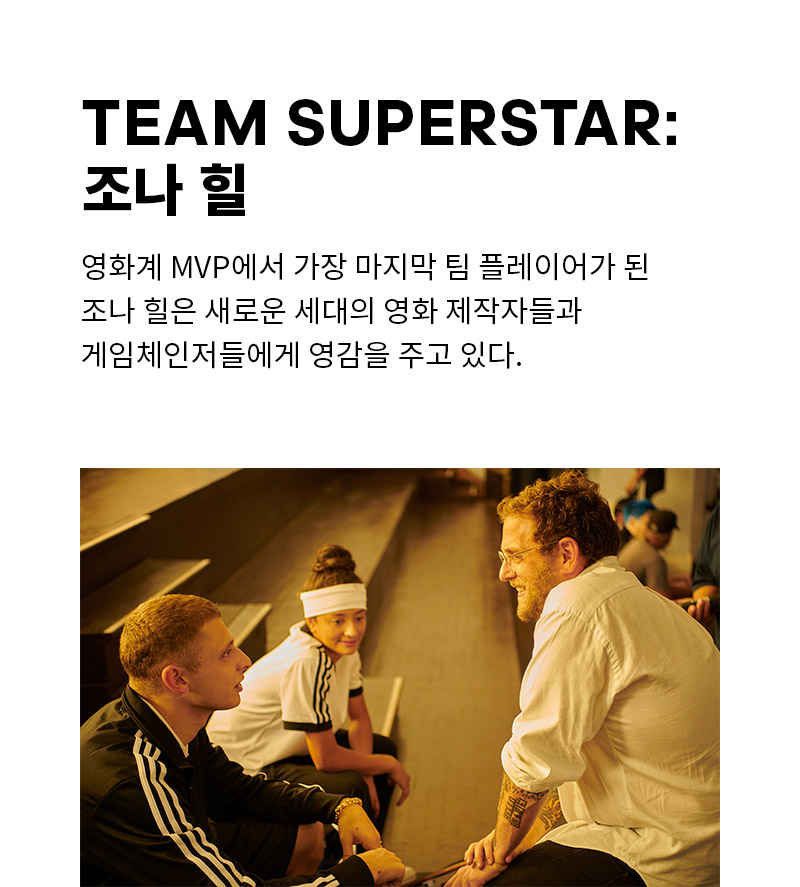 TEAM SUPERSTAR:
조나 힐
영화계 MVP에서 가장 마지막 팀 플레이어가 된
조나 힐은 새로운 세대의 영화 제작자들과
게임체인저들에게 영감을 주고 있다.